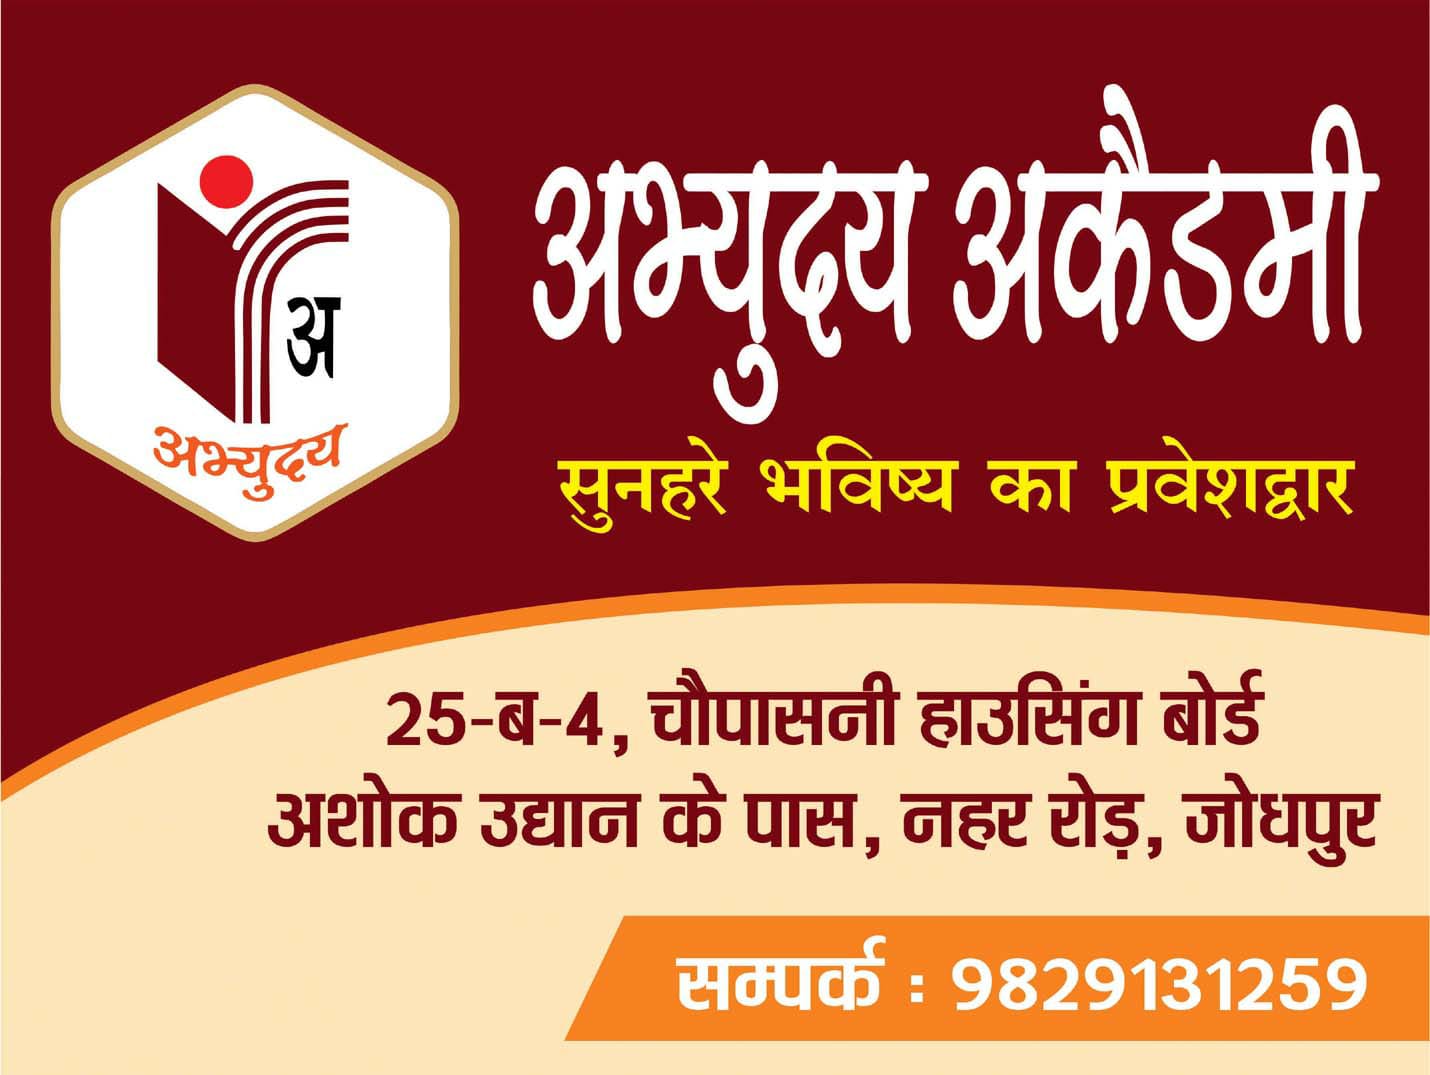 अ
अभ्युदय
अभ्युदय अकैडमी
सुनहरे भविष्य का प्रवेशद्वार
25-ब-4, चौपासनी हाउसिंग बोर्ड
अशोक उद्यान के पास, नहर रोड़, जोधपुर
सम्पर्क : 9829131259